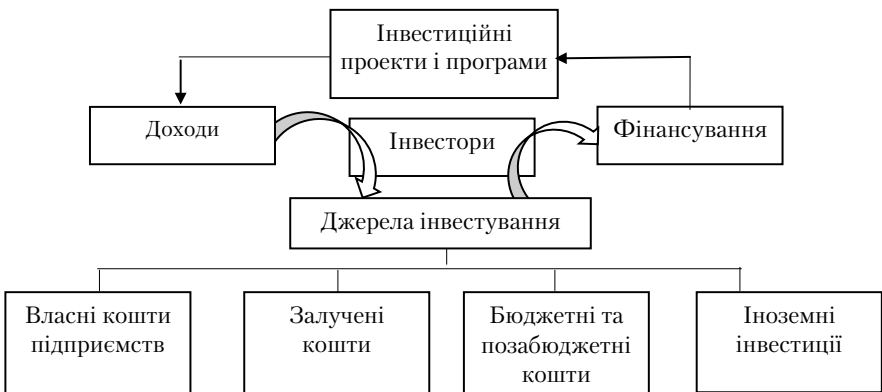 Інвестиційні
проекти і програми
Доходи
Інвестори
Фінансування
Джерела інвестування
Власні кошти
підприємств
Залучені
кошти
Бюджетні та
позабюджетні
кошти
Іноземні
інвестиції